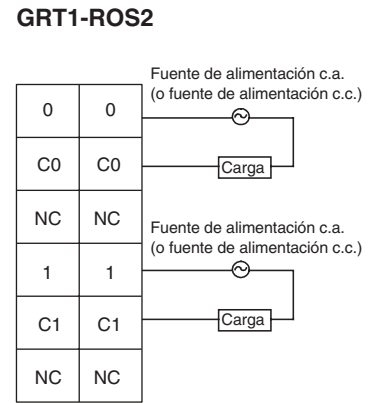 GRT1-ROS2
Fuente de alimentación c.a.
(o fuente de alimentación c.c.)
0 0
C0 C0
Carga
NC NC
Fuente de alimentación c.a.
(o fuente de alimentación c.c.)
1 1
C1 C1
Carga
NC NC